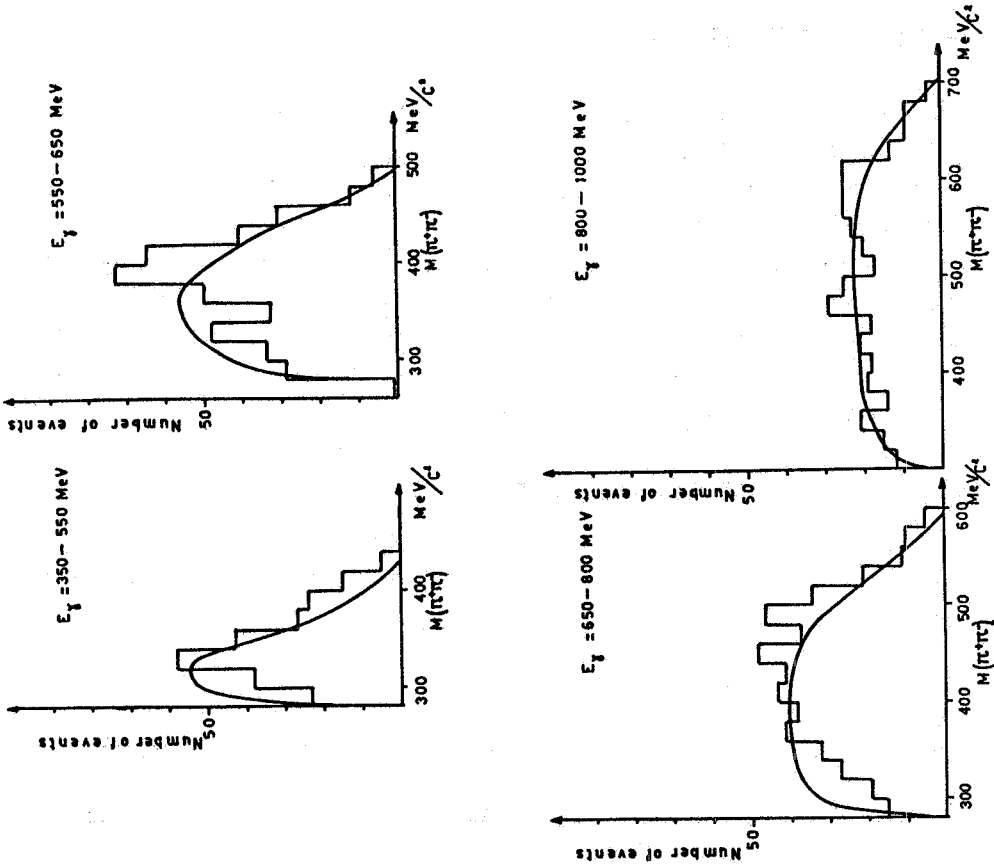 E_γ =350–550 MeV
Number of events
50
300
400
M(π⁺π⁻)
MeV/c²
E_γ =550–650 MeV
Number of events
50
300
400
500
M(π⁺π⁻)
MeV/c²
E_γ =650–800 MeV
Number of events
50
300
400
500
600
M(π⁺π⁻)
MeV/c²
E_γ =800–1000 MeV
Number of events
50
400
500
600
700
M(π⁺π⁻)
MeV/c²